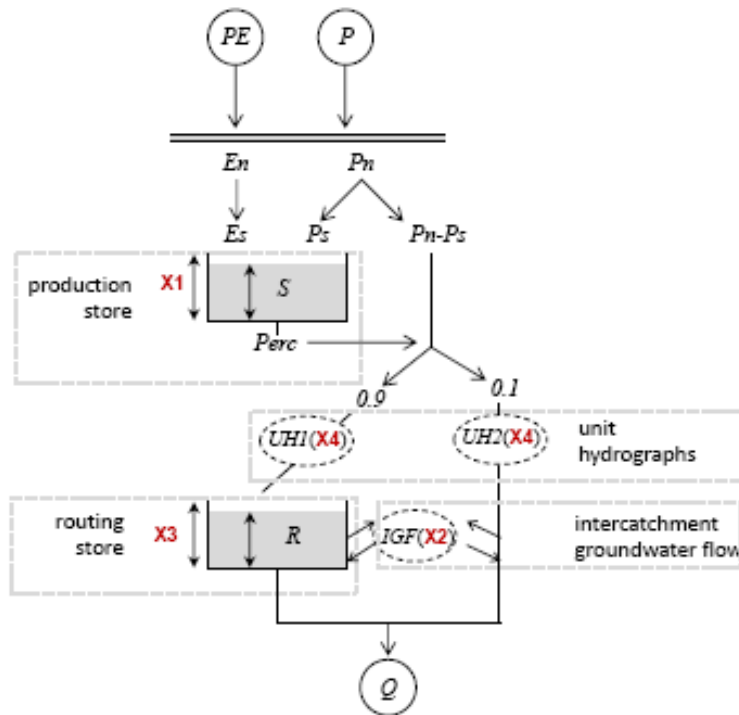 PE
P
En
Pn
Es
Ps
Pn-Ps
production
store
X1
S
Perc
0.9
0.1
UH1(X4)
UH2(X4)
unit
hydrographs
routing
store
X3
R
IGF(X2)
intercatchment
groundwater flow
Q